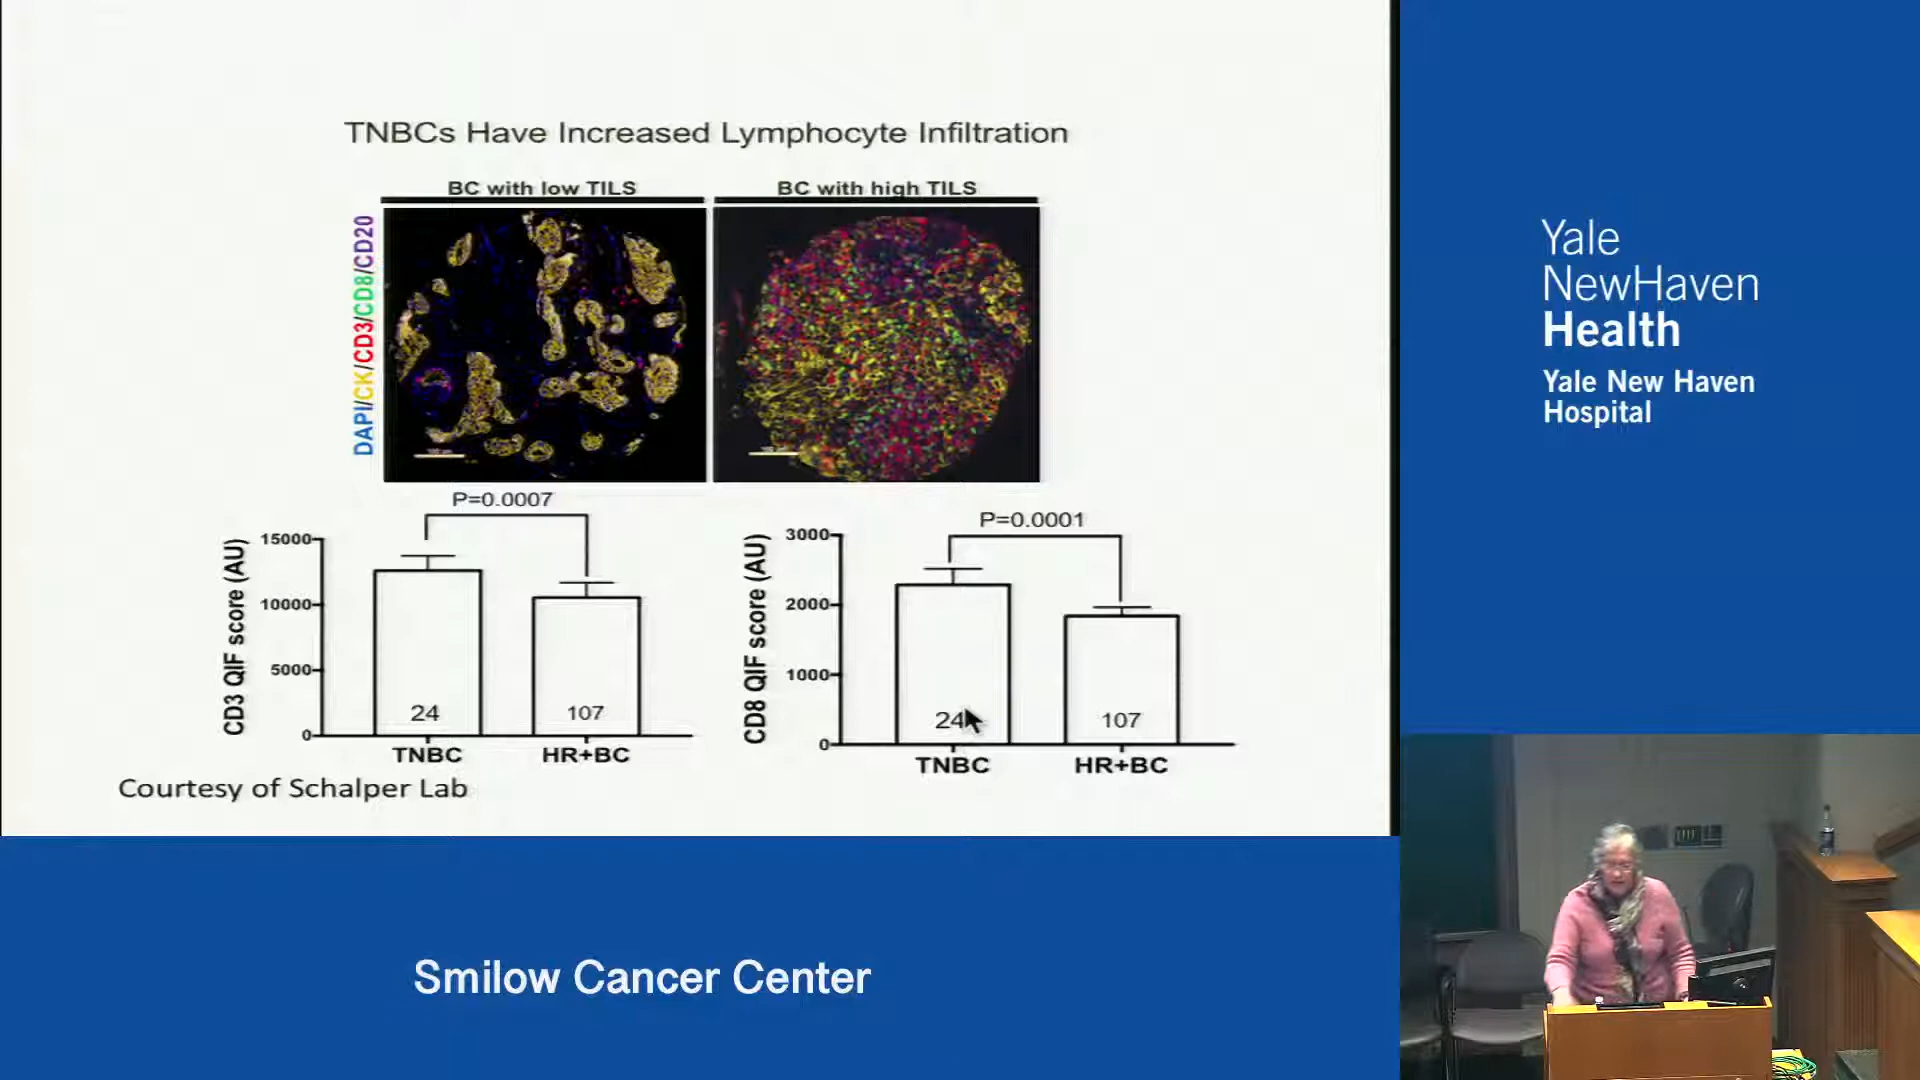 TNBCs Have Increased Lymphocyte Infiltration
BC with low TILS
BC with high TILS
DAPI/CK/CD3/CD8/CD20
P=0.0007
CD3 QIF score (AU)
15000
10000
5000
0
24
107
TNBC
HR+BC
P=0.0001
CD8 QIF score (AU)
3000
2000
1000
0
24
107
TNBC
HR+BC
Courtesy of Schalper Lab
Yale
NewHaven
Health
Yale New Haven
Hospital
Smilow Cancer Center